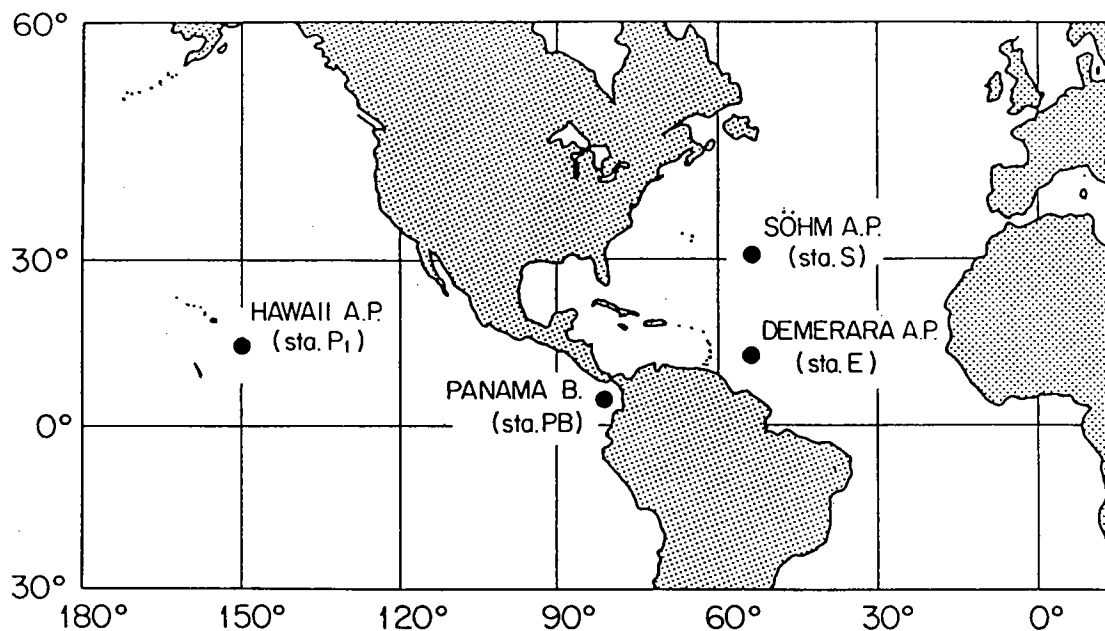 60°
SÖHM A.P.
(sta. S)
30°
HAWAII A.P.
(sta. P₁)
DEMERARA A.P.
(sta. E)
PANAMA B.
(sta. PB)
0°
30°
180° 150° 120° 90° 60° 30° 0°